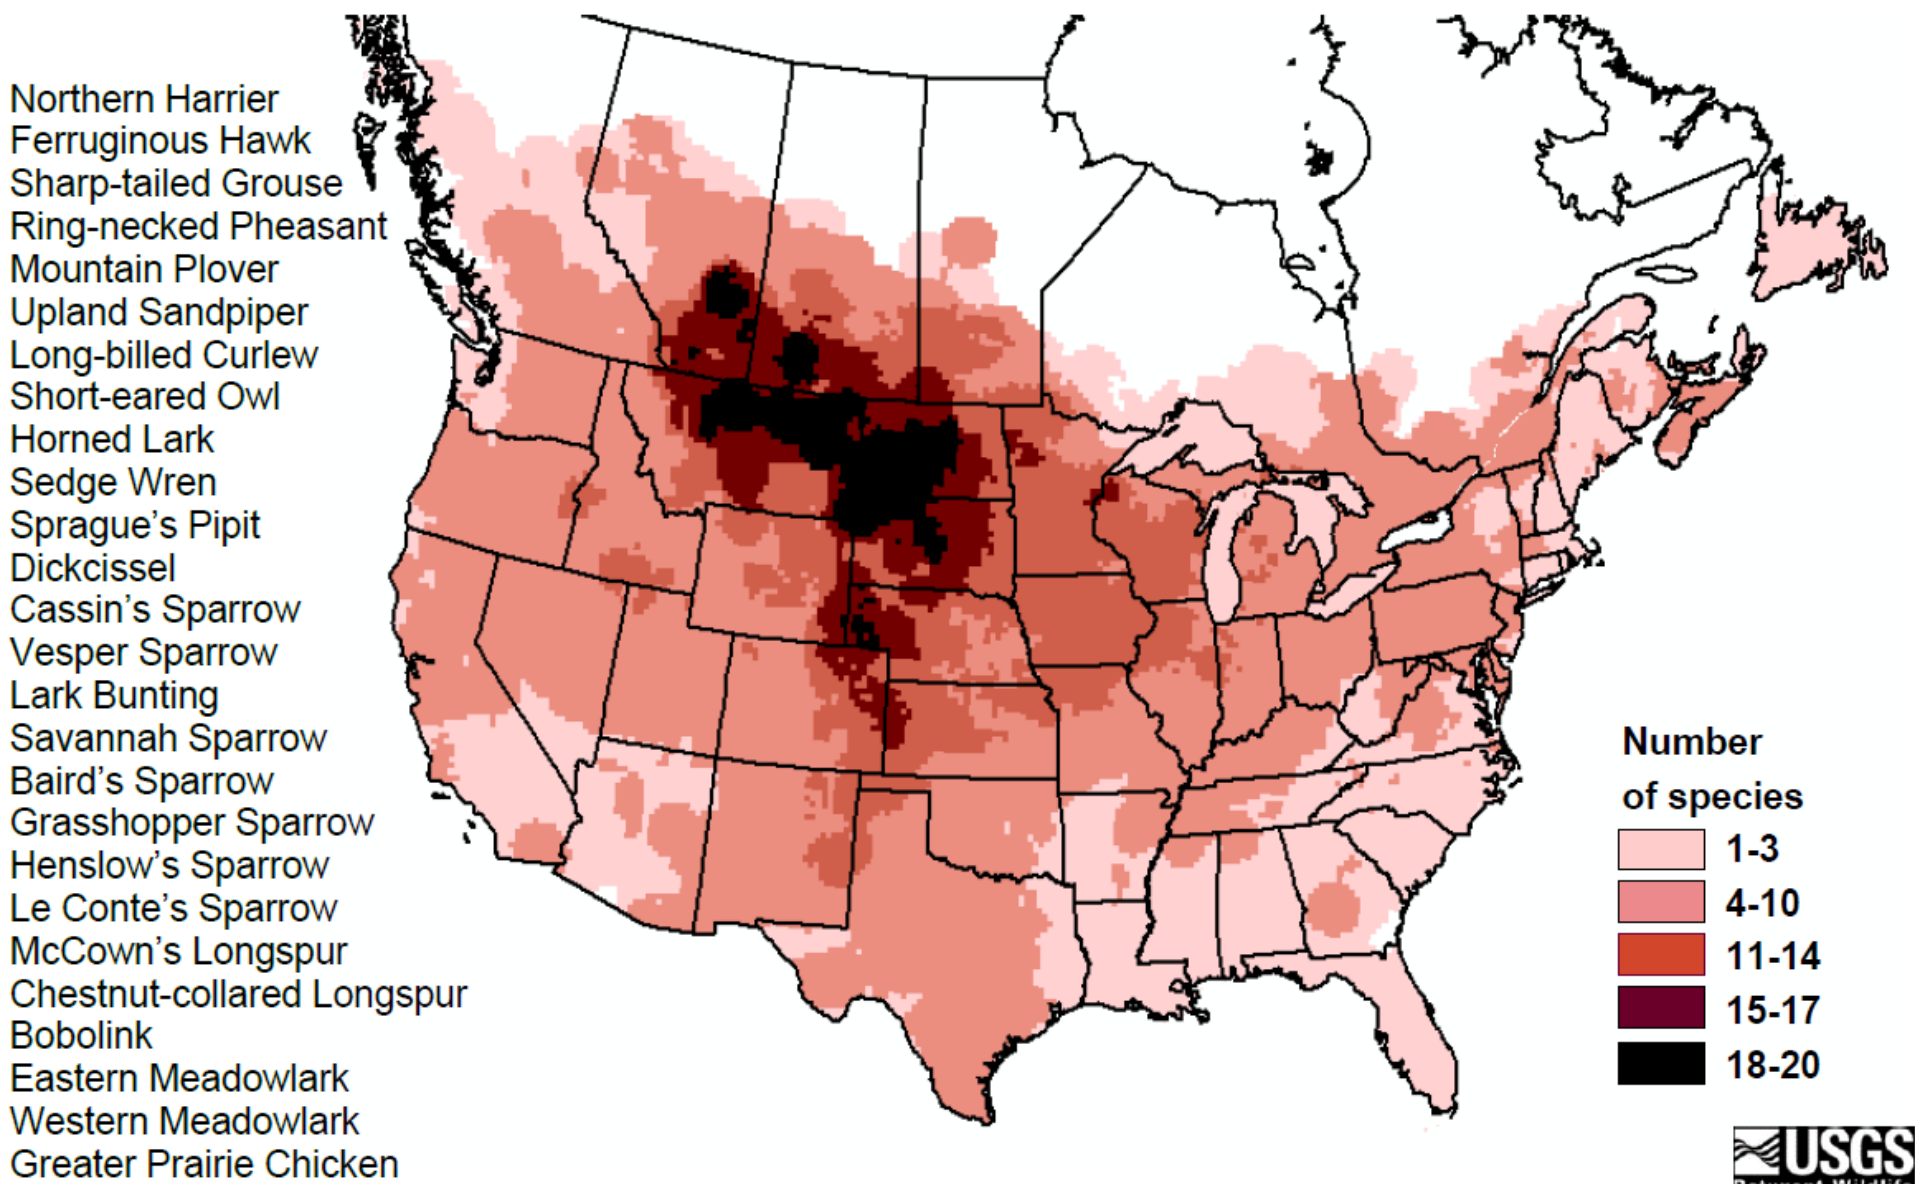 Northern Harrier
Ferruginous Hawk
Sharp-tailed Grouse
Ring-necked Pheasant
Mountain Plover
Upland Sandpiper
Long-billed Curlew
Short-eared Owl
Horned Lark
Sedge Wren
Sprague's Pipit
Dickcissel
Cassin's Sparrow
Vesper Sparrow
Lark Bunting
Savannah Sparrow
Baird's Sparrow
Grasshopper Sparrow
Henslow's Sparrow
Le Conte's Sparrow
McCown's Longspur
Chestnut-collared Longspur
Bobolink
Eastern Meadowlark
Western Meadowlark
Greater Prairie Chicken
Number
of species
1-3
4-10
11-14
15-17
18-20
USGS